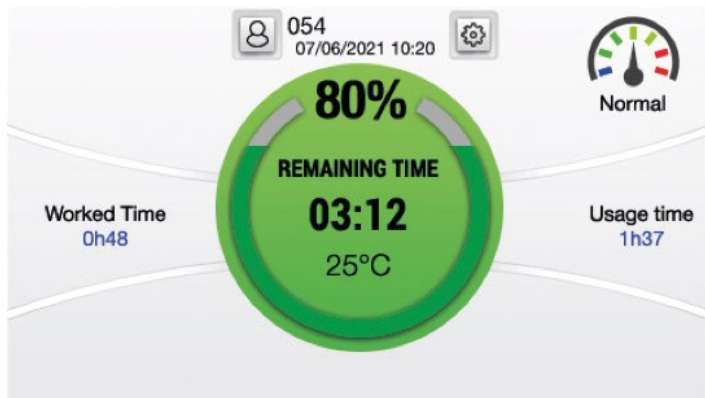 054
07/06/2021 10:20
Normal
80%
REMAINING TIME
03:12
25°C
Worked Time
0h48
Usage time
1h37